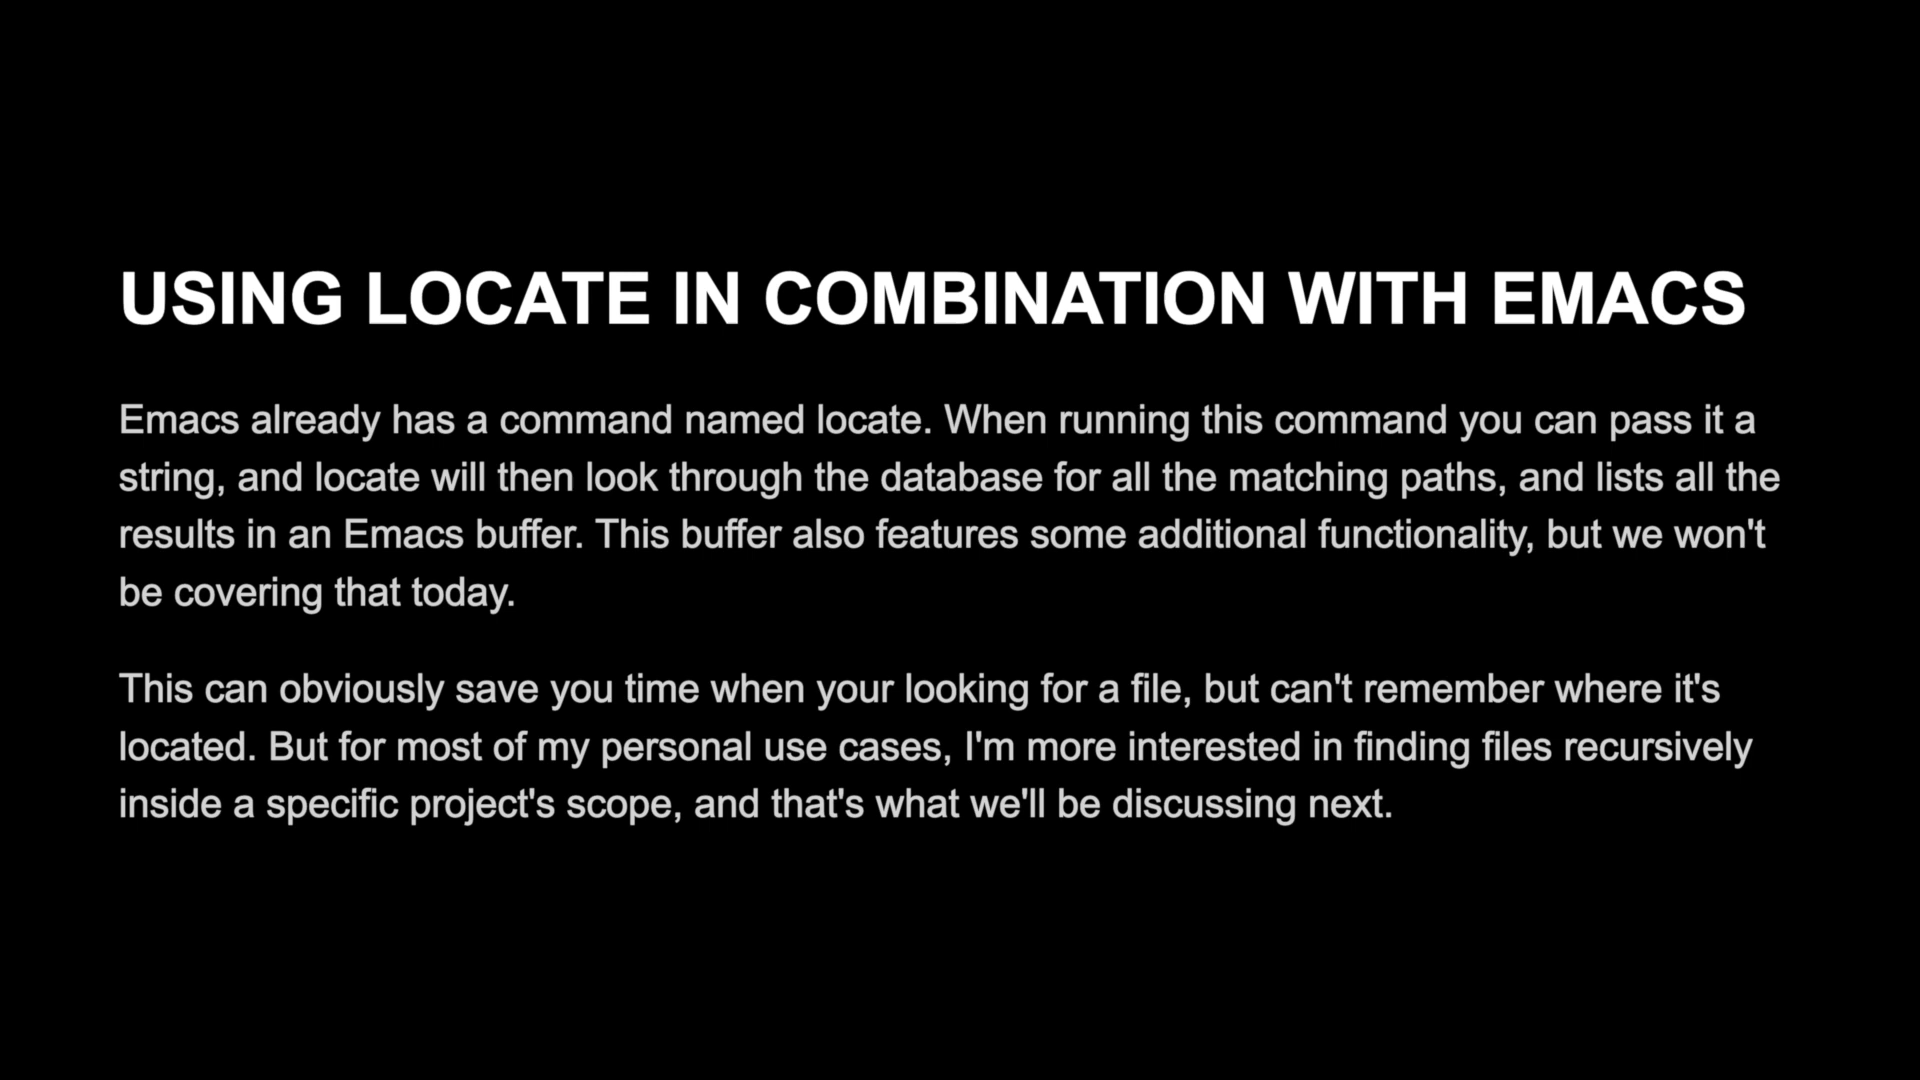 USING LOCATE IN COMBINATION WITH EMACS
Emacs already has a command named locate. When running this command you can pass it a
string, and locate will then look through the database for all the matching paths, and lists all the
results in an Emacs buffer. This buffer also features some additional functionality, but we won't
be covering that today.
This can obviously save you time when your looking for a file, but can't remember where it's
located. But for most of my personal use cases, I'm more interested in finding files recursively
inside a specific project's scope, and that's what we'll be discussing next.